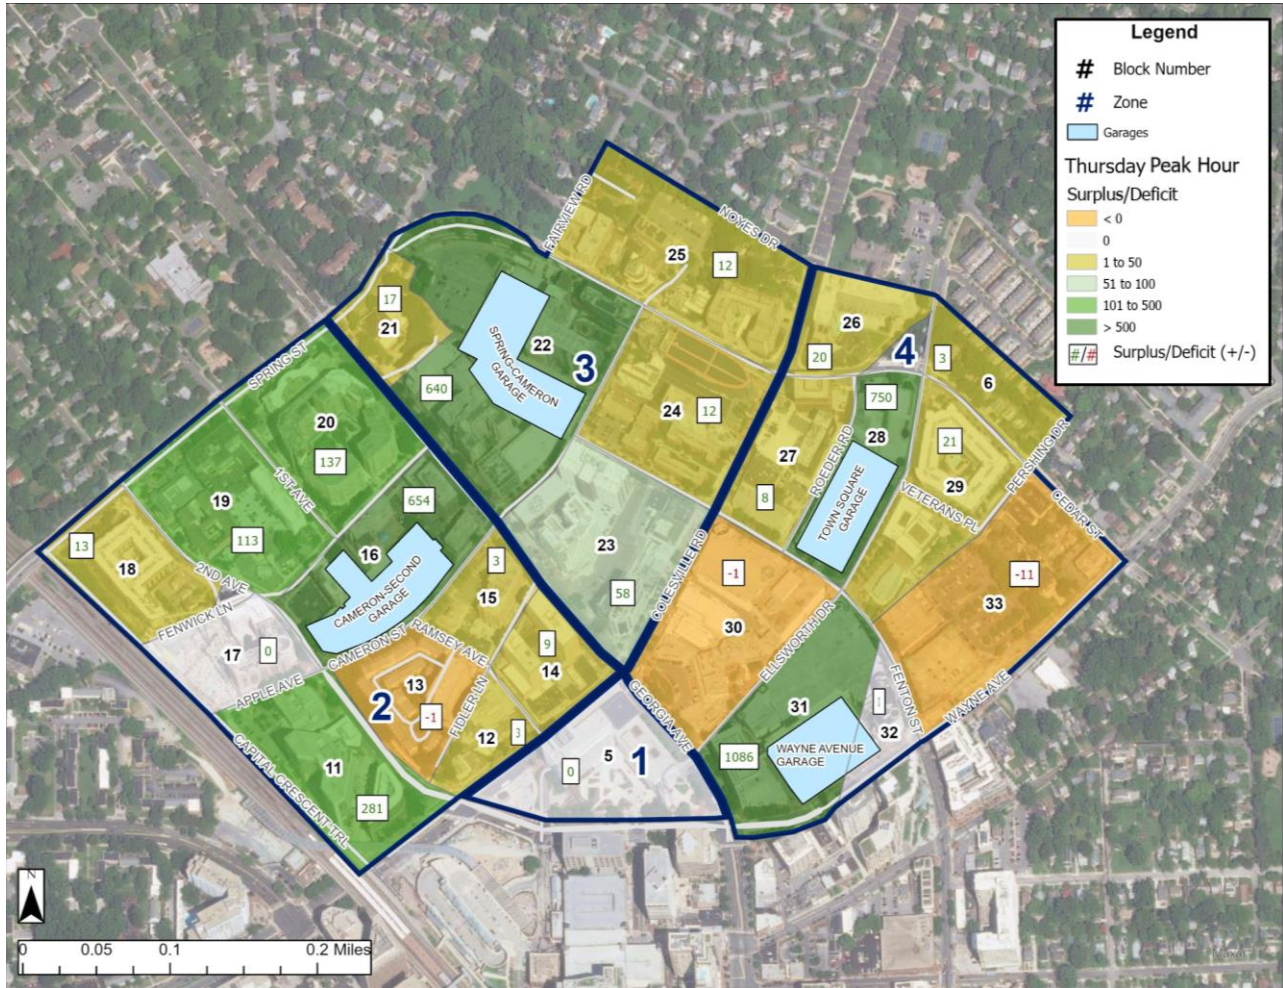 Legend
# Block Number
# Zone
Garages
Thursday Peak Hour
Surplus/Deficit
< 0
0
1 to 50
51 to 100
101 to 500
> 500
#/# Surplus/Deficit (+/-)
FAIRVIEW RD
NOYES DR
25
12
17
21
SPRING-CAMERON
GARAGE
22
3
640
26
20
4
3
6
SPRING ST
20
137
24
12
750
28
27
8
ROEDER RD
TOWN SQUARE
GARAGE
21
29
VETERANS PL
PERSHING DR
CEDAR ST
19
113
1ST AVE
654
16
CAMERON-SECOND
GARAGE
13
18
2ND AVE
FENWICK LN
23
58
COLESVILLE RD
-1
30
-11
33
3
15
9
14
17
0
CAMERON ST
RAMSEY AVE
APPLE AVE
13
2
-1
FIDLER LN
12
3
ELLSWORTH DR
FENTON ST
WAYNE AVE
GEORGIA AVE
31
32
1086
WAYNE AVENUE
GARAGE
5
1
0
11
281
CAPITAL CRESCENT TRL
N
0 0.05 0.1 0.2 Miles